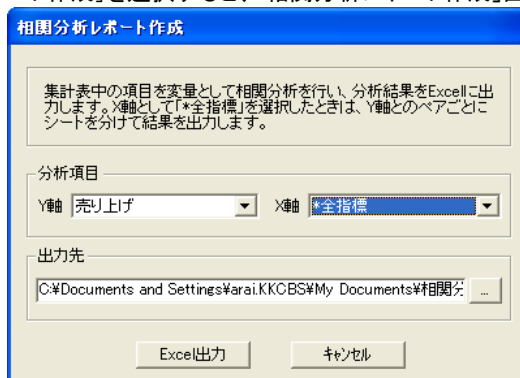 相関分析レポート作成
集計表中の項目を変量として相関分析を行い、分析結果をExcelに出
力します。X軸として「*全指標」を選択したときは、Y軸とのペアごとに
シートを分けて結果を出力します。
分析項目
Y軸 売り上げ X軸 *全指標
出力先
C:¥Documents and Settings¥arai.KKCBS¥My Documents¥相関分 ...
Excel出力 キャンセル